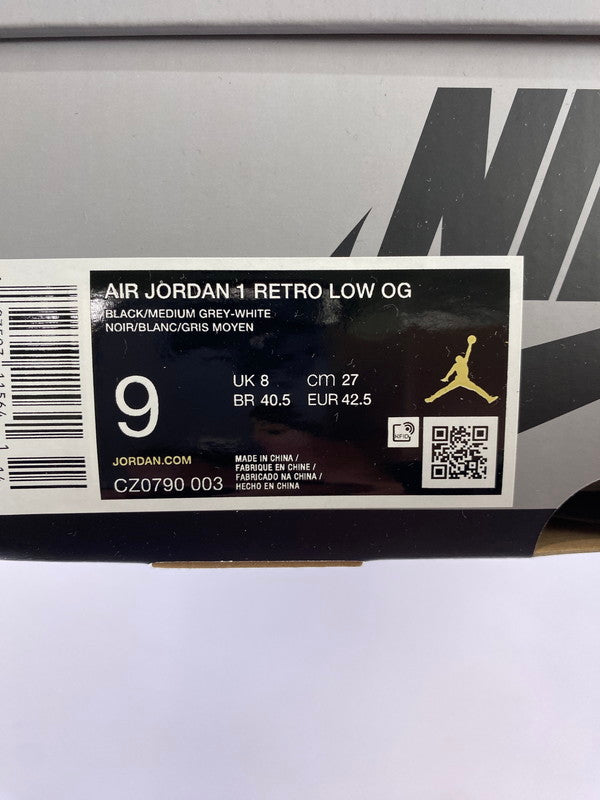 AIR JORDAN 1 RETRO LOW OG
BLACK/MEDIUM GREY-WHITE
NOIR/BLANC/GRIS MOYEN
9
UK 8 cm 27
BR 40.5 EUR 42.5
JORDAN.COM
CZ0790 003
MADE IN CHINA /
FABRIQUE EN CHINE /
FABRICADO NA CHINA /
HECHO EN CHINA